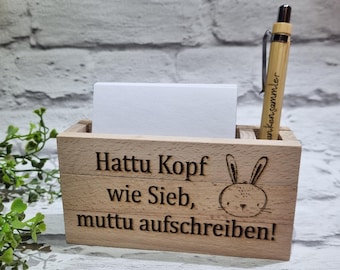 Hattu Kopf
wie Sieb,
muttu aufschreiben!